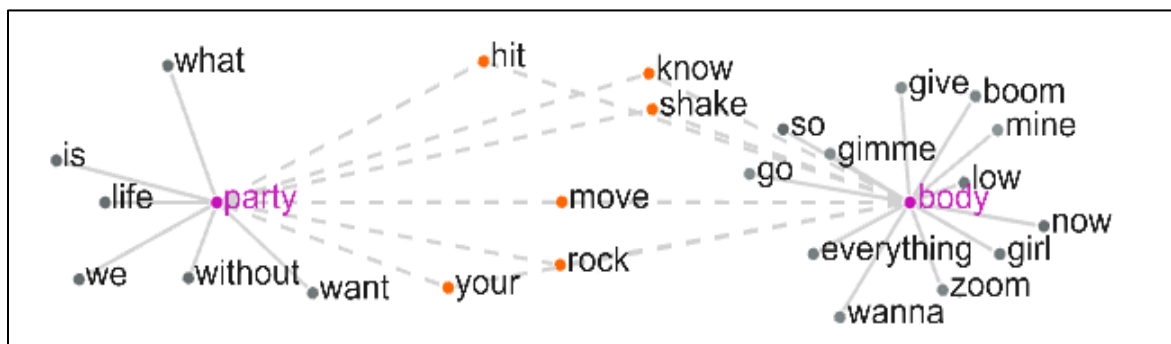 what
hit
know
shake
give
boom
mine
so
gimme
is
go
low
life
party
move
body
now
everything
girl
rock
we
without
want
your
zoom
wanna